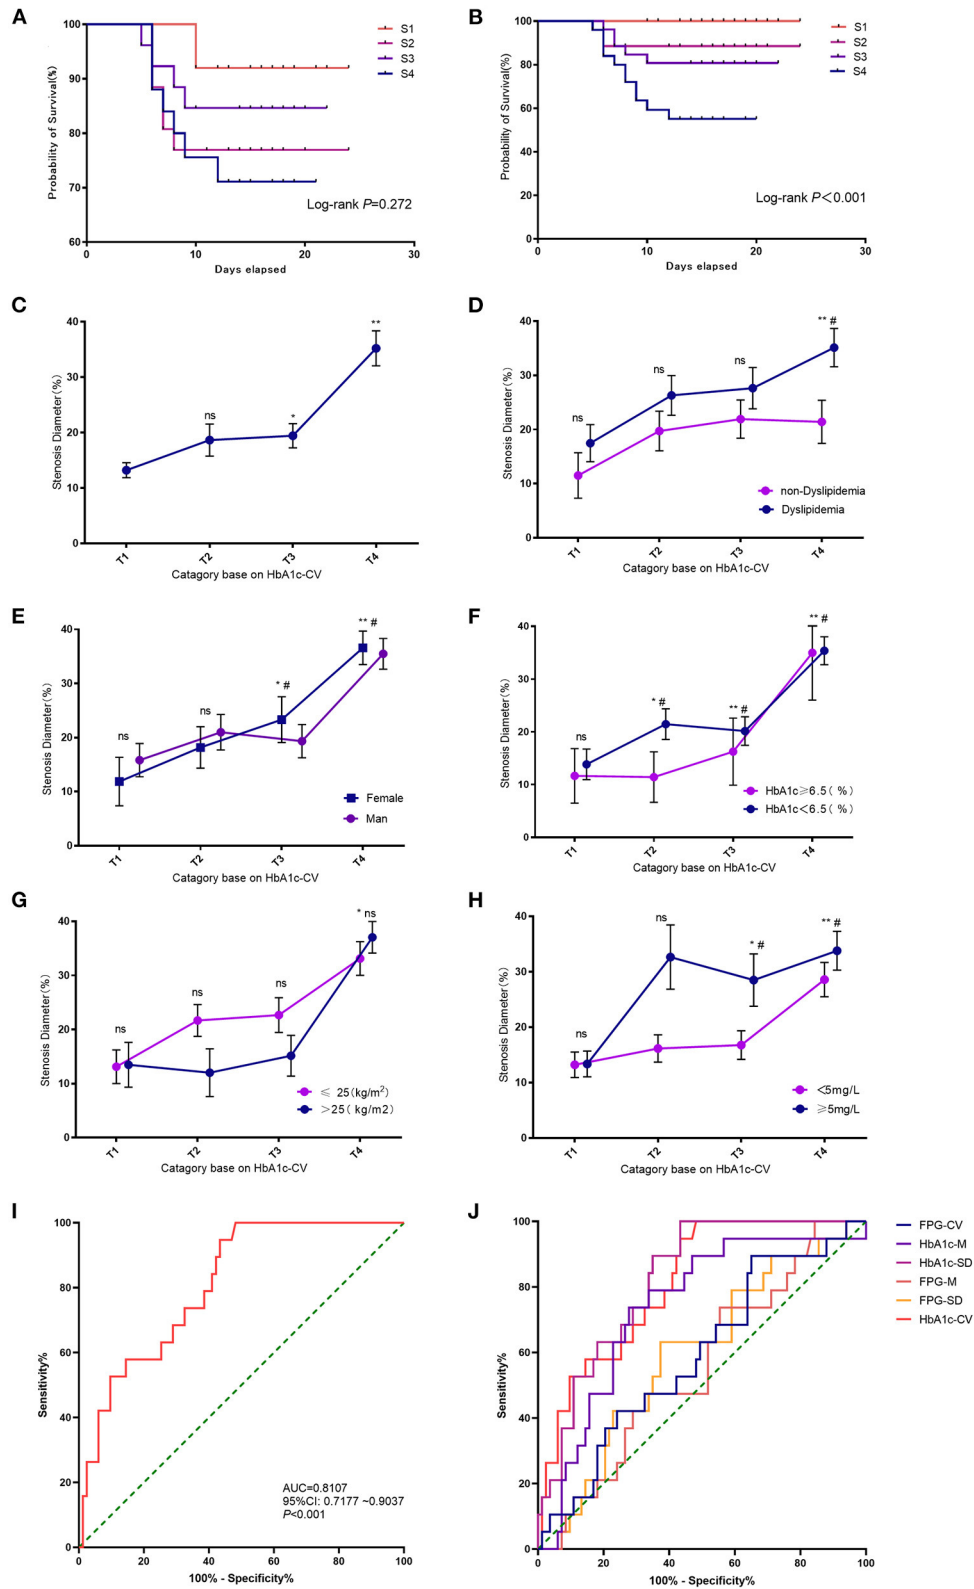 A
Probability of Survival(%)
100
90
80
70
60
0
10
20
30
Days elapsed
S1
S2
S3
S4
Log-rank P=0.272
B
Probability of Survival(%)
100
80
60
40
20
0
0
10
20
30
Days elapsed
S1
S2
S3
S4
Log-rank P<0.001
C
Stenosis Diameter(%)
40
30
20
10
0
ns
*
**
T1
T2
T3
T4
Catagory base on HbA1c-CV
D
Stenosis Diameter(%)
40
30
20
10
0
ns
ns
ns
** #
non-Dyslipidemia
Dyslipidemia
T1
T2
T3
T4
Catagory base on HbA1c-CV
E
Stenosis Diameter(%)
40
30
20
10
0
ns
ns
* #
** #
Female
Man
T1
T2
T3
T4
Catagory base on HbA1c-CV
F
Stenosis Diameter(%)
40
30
20
10
0
ns
* #
** #
** #
HbA1c≥6.5(%)
HbA1c<6.5(%)
T1
T2
T3
T4
Catagory base on HbA1c-CV
G
Stenosis Diameter(%)
40
30
20
10
0
ns
ns
ns
* ns
≤ 25(kg/m²)
>25( kg/m2)
T1
T2
T3
T4
Catagory base on HbA1c-CV
H
Stenosis Diameter(%)
40
30
20
10
0
ns
ns
* #
** #
<5mg/L
≥5mg/L
T1
T2
T3
T4
Catagory base on HbA1c-CV
I
Sensitivity%
100
80
60
40
20
0
0
20
40
60
80
100
100% - Specificity%
AUC=0.8107
95%CI: 0.7177 ~0.9037
P<0.001
J
Sensitivity%
100
80
60
40
20
0
0
20
40
60
80
100
100% - Specificity%
FPG-CV
HbA1c-M
HbA1c-SD
FPG-M
FPG-SD
HbA1c-CV